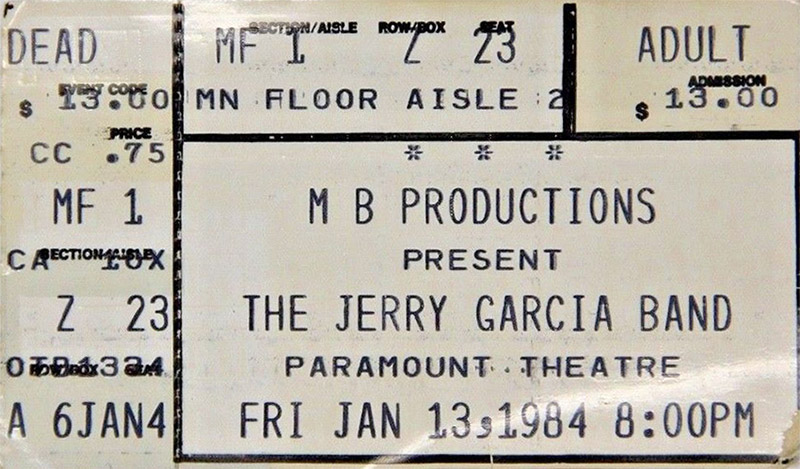 DEAD
EVENT CODE
$ 13.00
PRICE
CC .75
MF 1
SECTION/AISLE
CA 10X
Z 23
ROW/BOX SEAT
A 6JAN4
SECTION/AISLE ROW/BOX SEAT
MF 1 Z 23
MN FLOOR AISLE 2
ADULT
ADMISSION
$ 13.00
* * *
M B PRODUCTIONS
PRESENT
THE JERRY GARCIA BAND
PARAMOUNT THEATRE
FRI JAN 13,1984 8:00PM